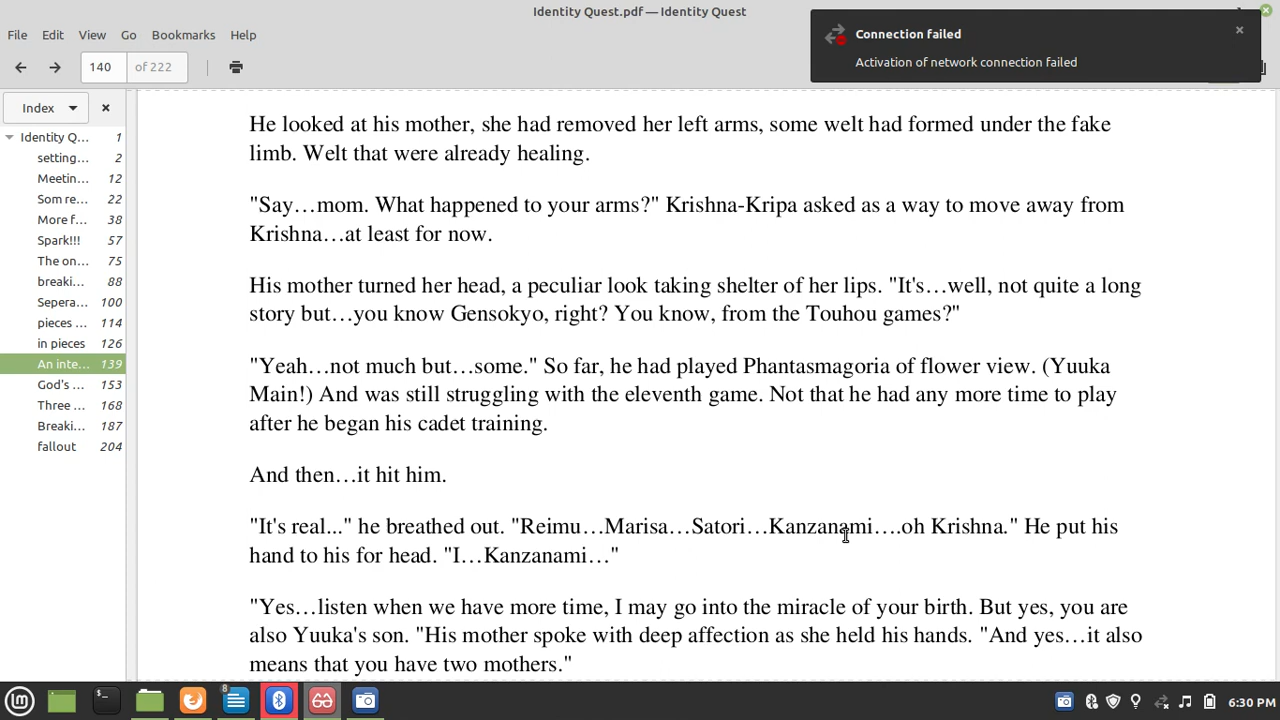 Identity Quest.pdf — Identity Quest
File Edit View Go Bookmarks Help
Connection failed
Activation of network connection failed
140 of 222
Index
Identity Q... 1
setting... 2
Meetin... 12
Som re... 22
More f... 38
Spark!!! 57
The on... 75
breaki... 88
Sepera... 100
pieces ... 114
in pieces 126
An inte... 139
God's ... 153
Three ... 168
Breaki... 187
fallout 204
He looked at his mother, she had removed her left arms, some welt had formed under the fake
limb. Welt that were already healing.
"Say…mom. What happened to your arms?" Krishna-Kripa asked as a way to move away from
Krishna…at least for now.
His mother turned her head, a peculiar look taking shelter of her lips. "It's…well, not quite a long
story but…you know Gensokyo, right? You know, from the Touhou games?"
"Yeah…not much but…some." So far, he had played Phantasmagoria of flower view. (Yuuka
Main!) And was still struggling with the eleventh game. Not that he had any more time to play
after he began his cadet training.
And then…it hit him.
"It's real..." he breathed out. "Reimu…Marisa…Satori…Kanzanami….oh Krishna." He put his
hand to his for head. "I…Kanzanami…"
"Yes…listen when we have more time, I may go into the miracle of your birth. But yes, you are
also Yuuka's son. "His mother spoke with deep affection as she held his hands. "And yes…it also
means that you have two mothers."
8
6:30 PM